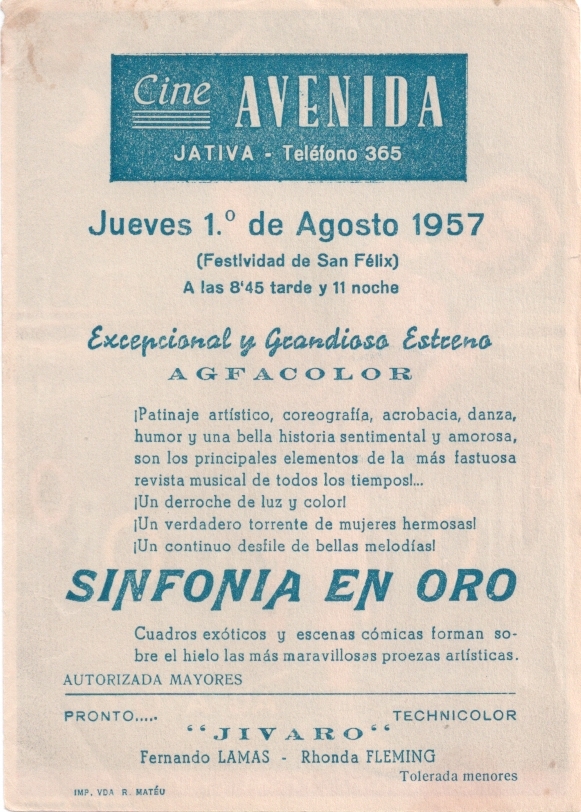 Cine AVENIDA
JATIVA - Teléfono 365
Jueves 1.º de Agosto 1957
(Festividad de San Félix)
A las 8'45 tarde y 11 noche
Excepcional y Grandioso Estreno
AGFACOLOR
¡Patinaje artístico, coreografía, acrobacia, danza,
humor y una bella historia sentimental y amorosa,
son los principales elementos de la más fastuosa
revista musical de todos los tiempos!...
¡Un derroche de luz y color!
¡Un verdadero torrente de mujeres hermosas!
¡Un continuo desfile de bellas melodías!
SINFONIA EN ORO
Cuadros exóticos y escenas cómicas forman so-
bre el hielo las más maravillosas proezas artísticas.
AUTORIZADA MAYORES
PRONTO..... TECHNICOLOR
"JIVARO"
Fernando LAMAS - Rhonda FLEMING
Tolerada menores
IMP. VDA R. MATÉU